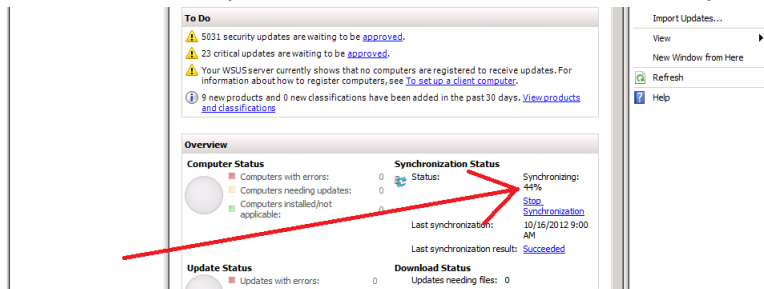 To Do
5031 security updates are waiting to be approved.
23 critical updates are waiting to be approved.
Your WSUS server currently shows that no computers are registered to receive updates. For
information about how to register computers, see To set up a client computer.
9 new products and 0 new classifications have been added in the past 30 days. View products
and classifications
Overview
Computer Status
Computers with errors: 0
Computers needing updates: 0
Computers installed/not
applicable: 0
Synchronization Status
Status: Synchronizing:
44%
Stop
Synchronization
Last synchronization: 10/16/2012 9:00
AM
Last synchronization result: Succeeded
Update Status
Updates with errors: 0
Download Status
Updates needing files: 0
Import Updates...
View
New Window from Here
Refresh
Help